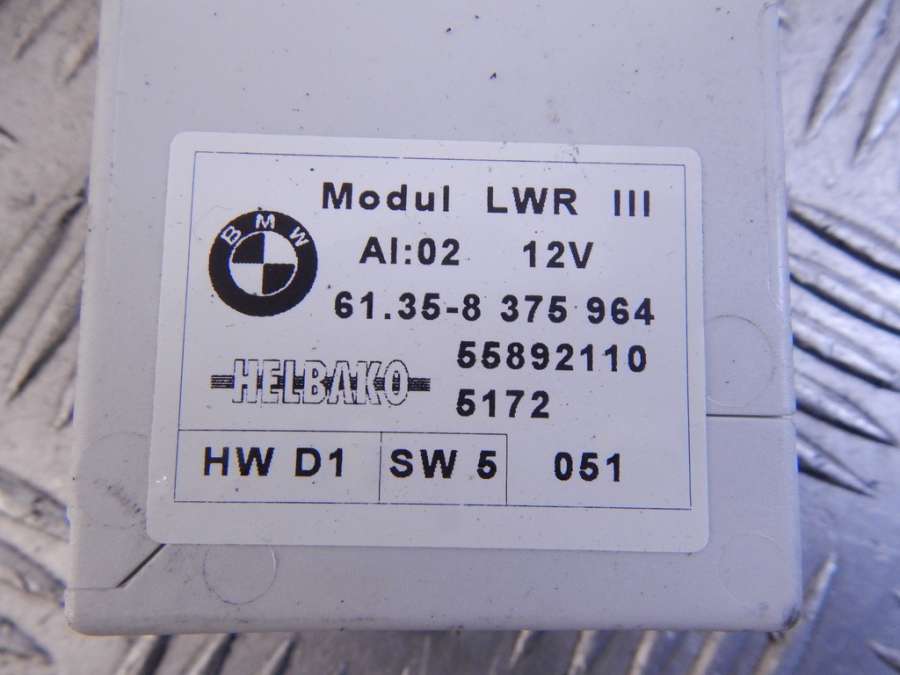 Modul LWR III
BMW
AI:02 12V
61.35-8 375 964
55892110
HELBAKO
5172
HW D1 SW 5 051